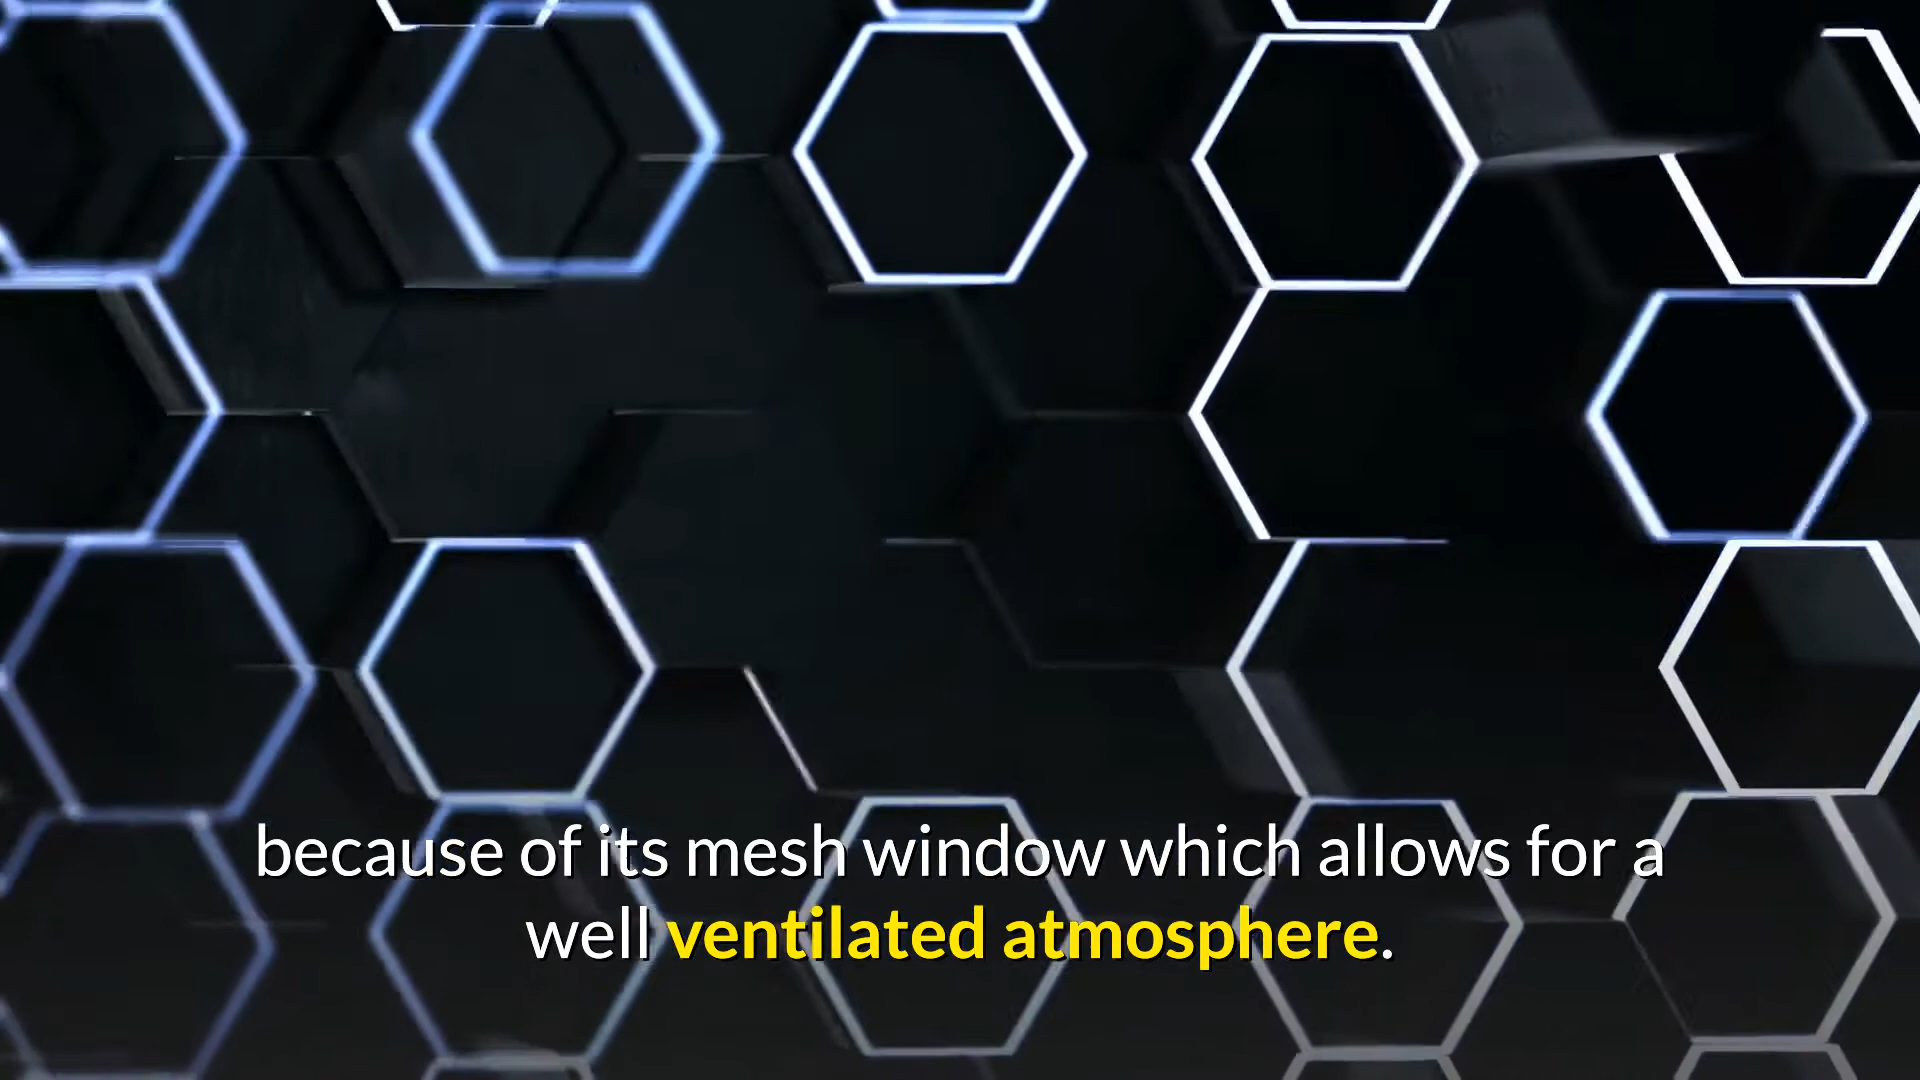 because of its mesh window which allows for a
well ventilated atmosphere.